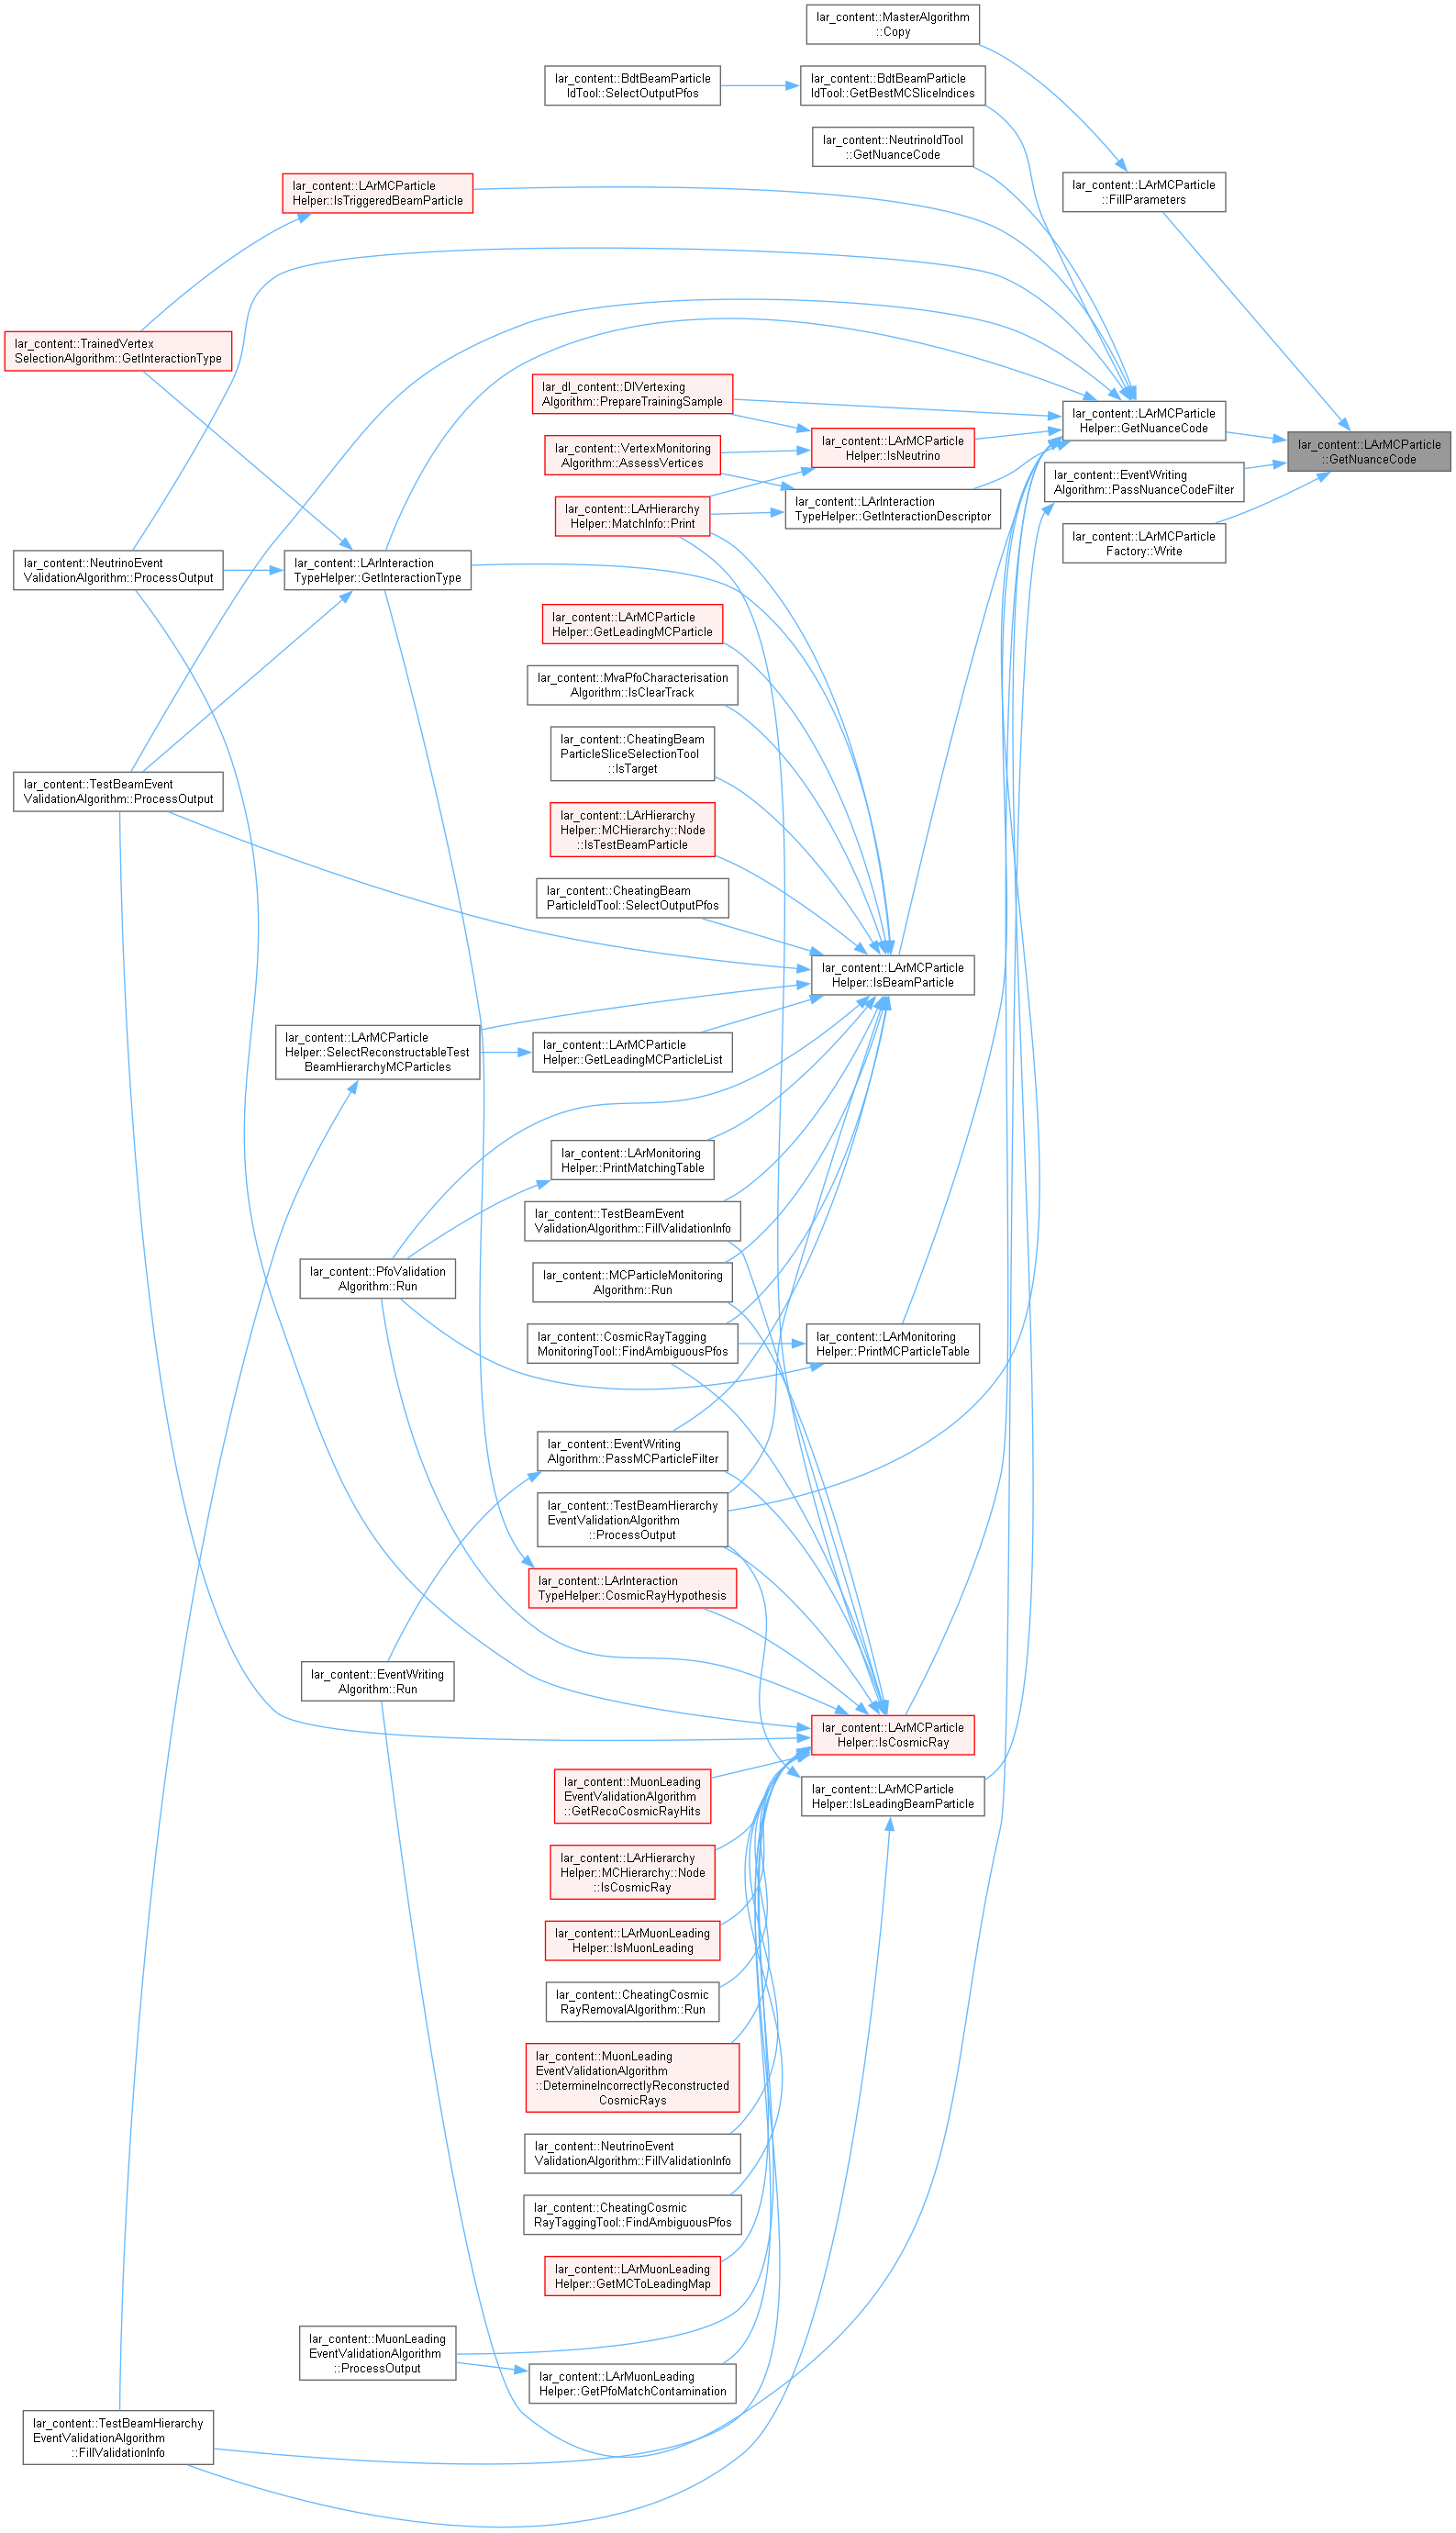 lar_content::MasterAlgorithm
::Copy
lar_content::BdtBeamParticle
IdTool::SelectOutputPfos
lar_content::BdtBeamParticle
IdTool::GetBestMCSliceIndices
lar_content::NeutrinoIdTool
::GetNuanceCode
lar_content::LArMCParticle
Helper::IsTriggeredBeamParticle
lar_content::LArMCParticle
::FillParameters
lar_content::TrainedVertex
SelectionAlgorithm::GetInteractionType
lar_dl_content::DlVertexing
Algorithm::PrepareTrainingSample
lar_content::LArMCParticle
Helper::GetNuanceCode
lar_content::LArMCParticle
Helper::IsNeutrino
lar_content::LArMCParticle
::GetNuanceCode
lar_content::VertexMonitoring
Algorithm::AssessVertices
lar_content::EventWriting
Algorithm::PassNuanceCodeFilter
lar_content::LArHierarchy
Helper::MatchInfo::Print
lar_content::LArInteraction
TypeHelper::GetInteractionDescriptor
lar_content::LArMCParticle
Factory::Write
lar_content::NeutrinoEvent
ValidationAlgorithm::ProcessOutput
lar_content::LArInteraction
TypeHelper::GetInteractionType
lar_content::LArMCParticle
Helper::GetLeadingMCParticle
lar_content::MvaPfoCharacterisation
Algorithm::IsClearTrack
lar_content::CheatingBeam
ParticleSliceSelectionTool
::IsTarget
lar_content::TestBeamEvent
ValidationAlgorithm::ProcessOutput
lar_content::LArHierarchy
Helper::MCHierarchy::Node
::IsTestBeamParticle
lar_content::CheatingBeam
ParticleIdTool::SelectOutputPfos
lar_content::LArMCParticle
Helper::IsBeamParticle
lar_content::LArMCParticle
Helper::SelectReconstructableTest
BeamHierarchyMCParticles
lar_content::LArMCParticle
Helper::GetLeadingMCParticleList
lar_content::LArMonitoring
Helper::PrintMatchingTable
lar_content::TestBeamEvent
ValidationAlgorithm::FillValidationInfo
lar_content::PfoValidation
Algorithm::Run
lar_content::MCParticleMonitoring
Algorithm::Run
lar_content::CosmicRayTagging
MonitoringTool::FindAmbiguousPfos
lar_content::LArMonitoring
Helper::PrintMCParticleTable
lar_content::EventWriting
Algorithm::PassMCParticleFilter
lar_content::TestBeamHierarchy
EventValidationAlgorithm
::ProcessOutput
lar_content::LArInteraction
TypeHelper::CosmicRayHypothesis
lar_content::EventWriting
Algorithm::Run
lar_content::LArMCParticle
Helper::IsCosmicRay
lar_content::MuonLeading
EventValidationAlgorithm
::GetRecoCosmicRayHits
lar_content::LArMCParticle
Helper::IsLeadingBeamParticle
lar_content::LArHierarchy
Helper::MCHierarchy::Node
::IsCosmicRay
lar_content::LArMuonLeading
Helper::IsMuonLeading
lar_content::CheatingCosmic
RayRemovalAlgorithm::Run
lar_content::MuonLeading
EventValidationAlgorithm
::DetermineIncorrectlyReconstructed
CosmicRays
lar_content::NeutrinoEvent
ValidationAlgorithm::FillValidationInfo
lar_content::CheatingCosmic
RayTaggingTool::FindAmbiguousPfos
lar_content::LArMuonLeading
Helper::GetMCToLeadingMap
lar_content::MuonLeading
EventValidationAlgorithm
::ProcessOutput
lar_content::LArMuonLeading
Helper::GetPfoMatchContamination
lar_content::TestBeamHierarchy
EventValidationAlgorithm
::FillValidationInfo